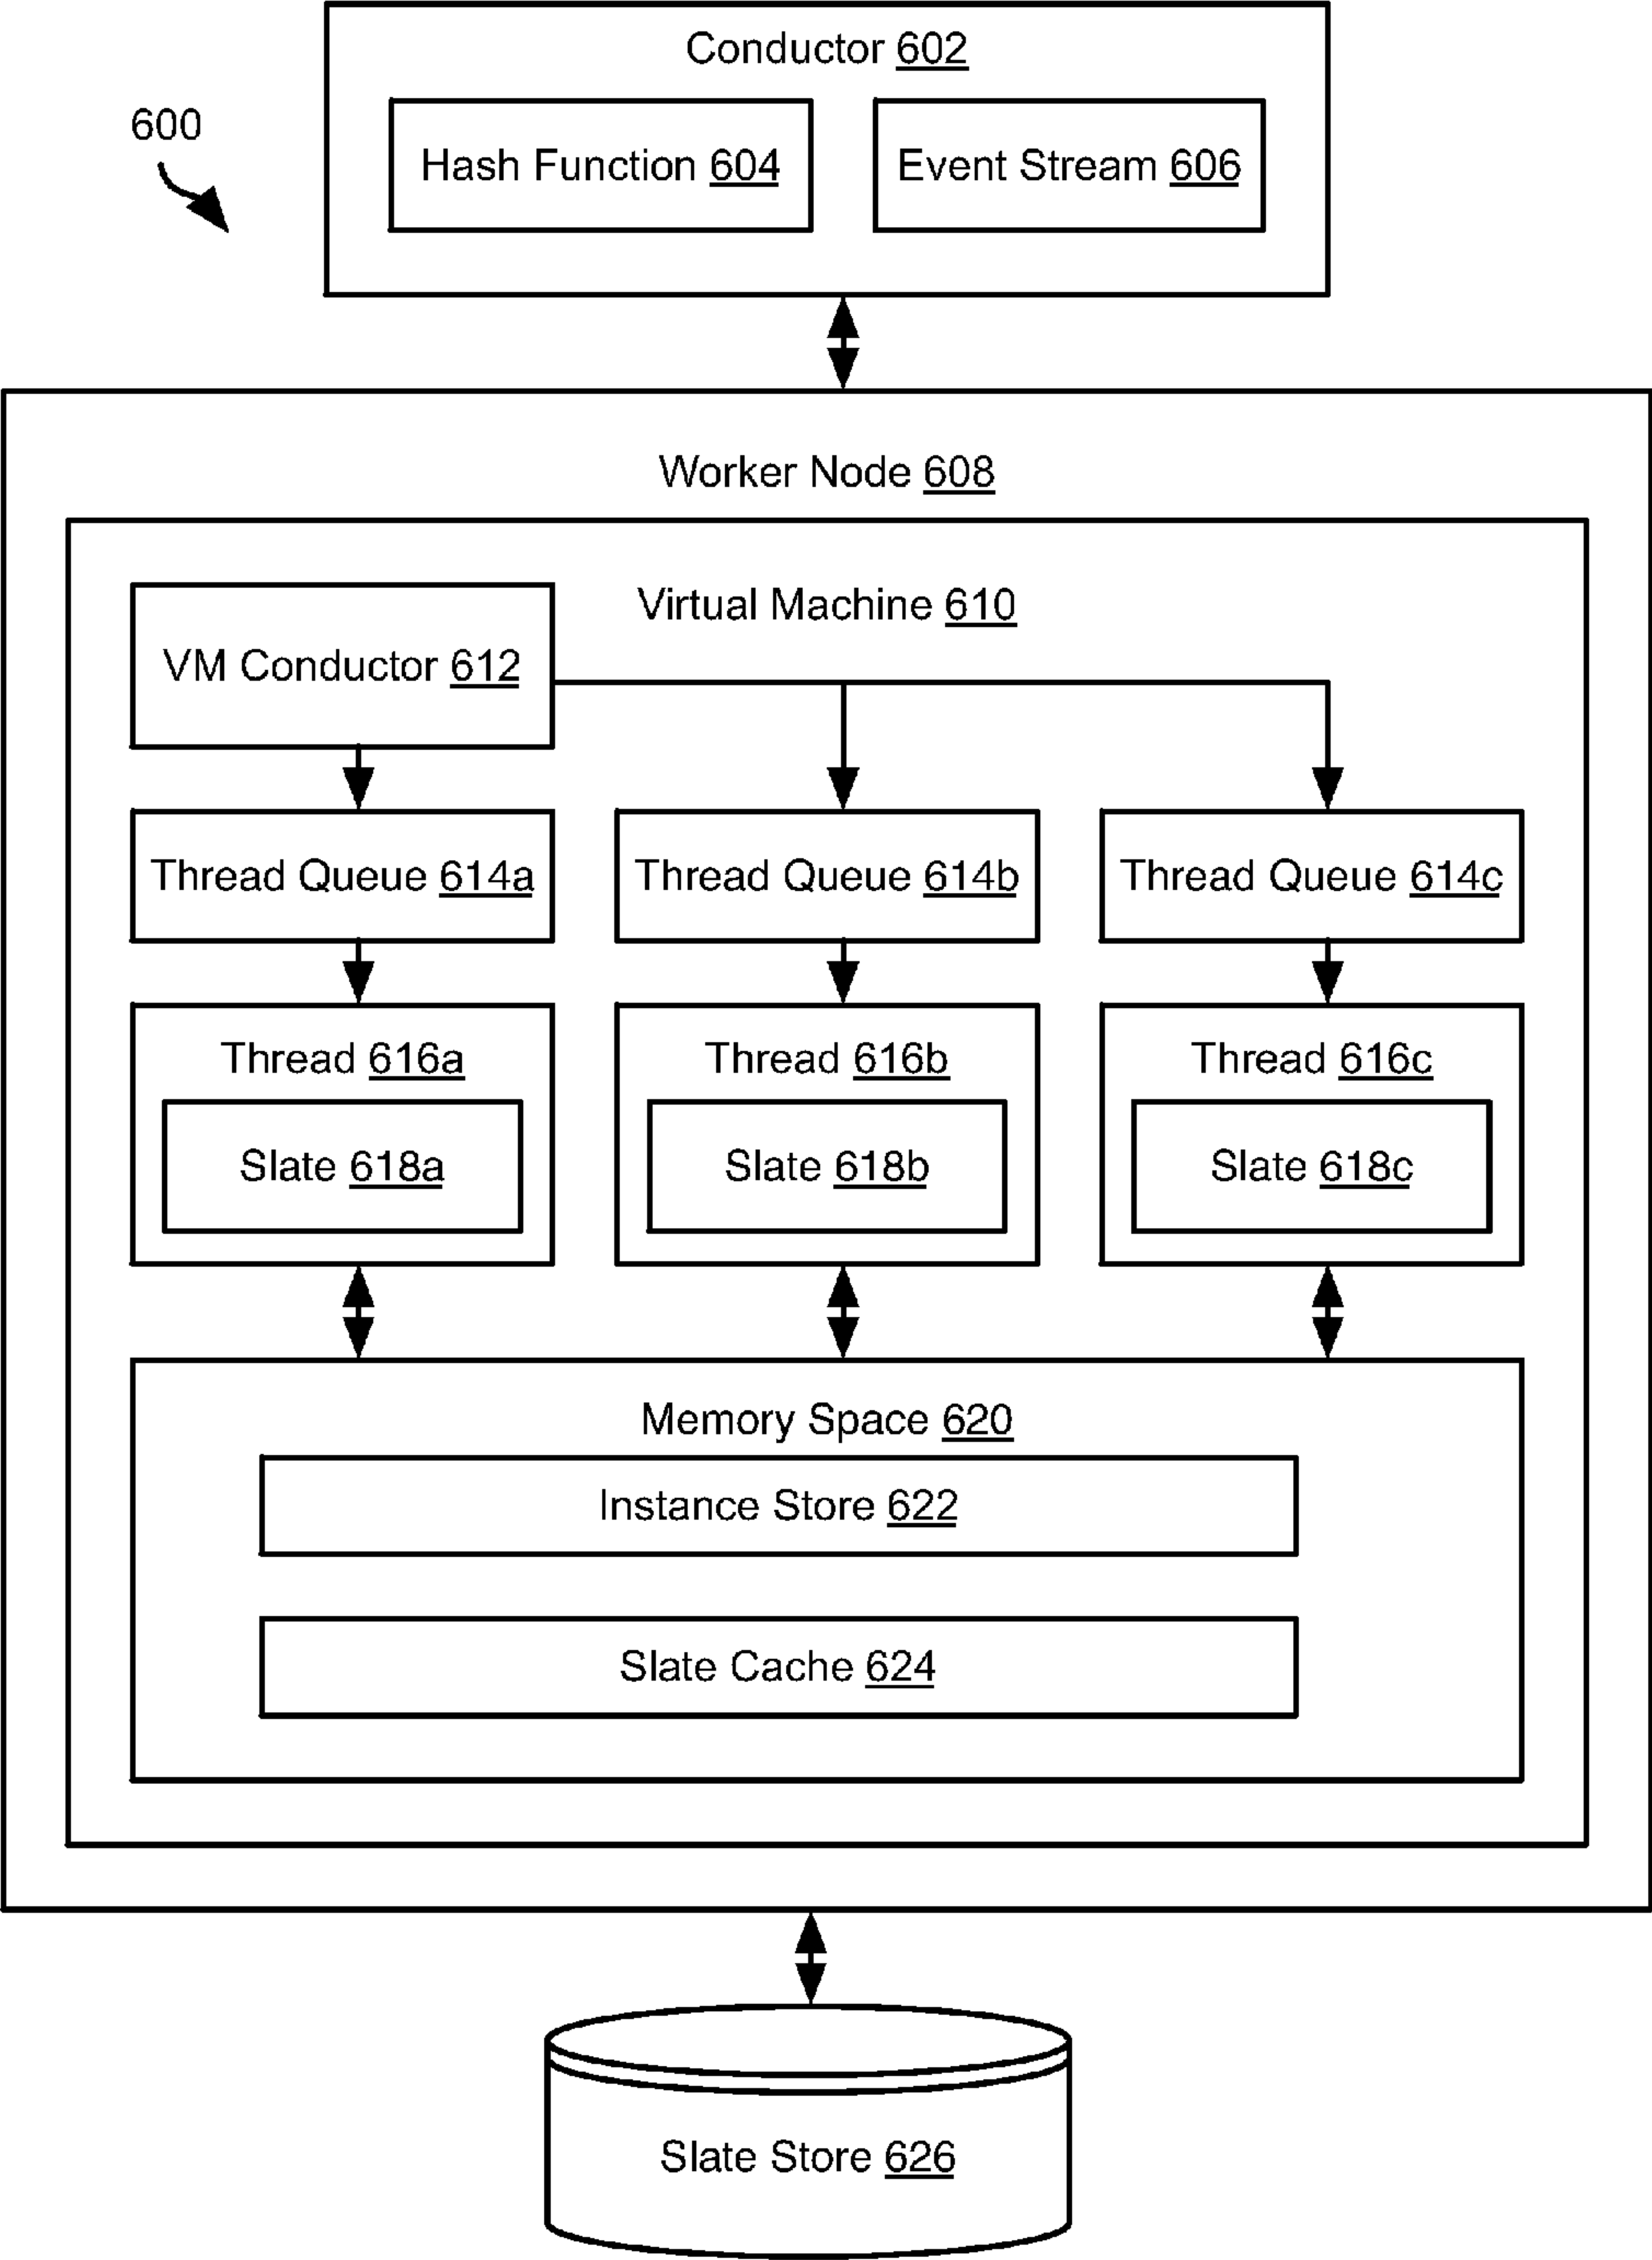 Conductor 602
600
Hash Function 604
Event Stream 606
Worker Node 608
Virtual Machine 610
VM Conductor 612
Thread Queue 614a
Thread Queue 614b
Thread Queue 614c
Thread 616a
Thread 616b
Thread 616c
Slate 618a
Slate 618b
Slate 618c
Memory Space 620
Instance Store 622
Slate Cache 624
Slate Store 626